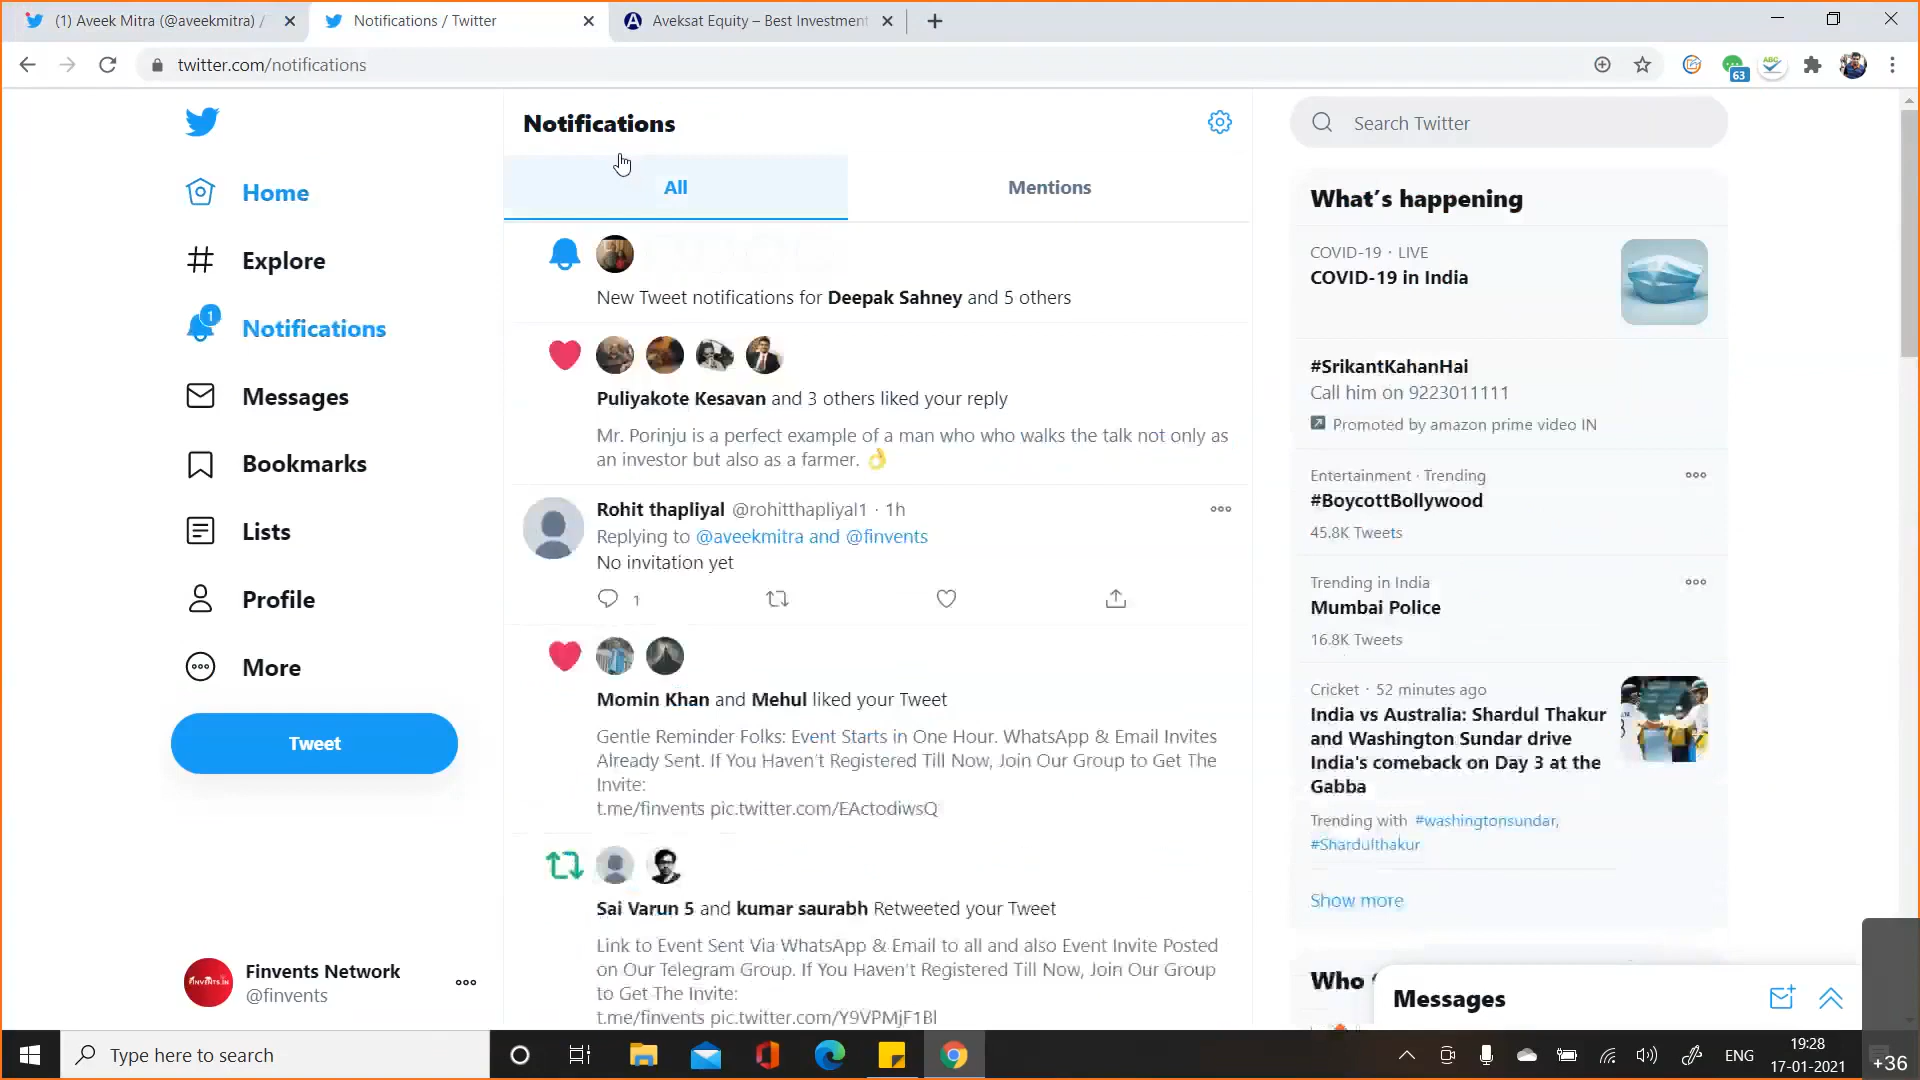 (1) Aveek Mitra (@aveekmitra) /
Notifications / Twitter
Aveksat Equity – Best Investment
twitter.com/notifications
63
ABC
Notifications
Search Twitter
All
Mentions
Home
Explore
1
Notifications
Messages
Bookmarks
Lists
Profile
More
Tweet
FINVENTS.IN
Finvents Network
@finvents
New Tweet notifications for Deepak Sahney and 5 others
Puliyakote Kesavan and 3 others liked your reply
Mr. Porinju is a perfect example of a man who who walks the talk not only as
an investor but also as a farmer. 👌
Rohit thapliyal @rohitthapliyal1 · 1h
Replying to @aveekmitra and @finvents
No invitation yet
1
Momin Khan and Mehul liked your Tweet
Gentle Reminder Folks: Event Starts in One Hour. WhatsApp & Email Invites
Already Sent. If You Haven't Registered Till Now, Join Our Group to Get The
Invite:
t.me/finvents pic.twitter.com/EActodiwsQ
Sai Varun 5 and kumar saurabh Retweeted your Tweet
Link to Event Sent Via WhatsApp & Email to all and also Event Invite Posted
on Our Telegram Group. If You Haven't Registered Till Now, Join Our Group
to Get The Invite:
t.me/finvents pic.twitter.com/Y9VPMjF1Bl
What's happening
COVID-19 · LIVE
COVID-19 in India
#SrikantKahanHai
Call him on 9223011111
Promoted by amazon prime video IN
Entertainment · Trending
#BoycottBollywood
45.8K Tweets
Trending in India
Mumbai Police
16.8K Tweets
Cricket · 52 minutes ago
India vs Australia: Shardul Thakur
and Washington Sundar drive
India's comeback on Day 3 at the
Gabba
Trending with #washingtonsundar,
#Shardulthakur
Show more
Who
Messages
Type here to search
ENG
19:28
17-01-2021
+36